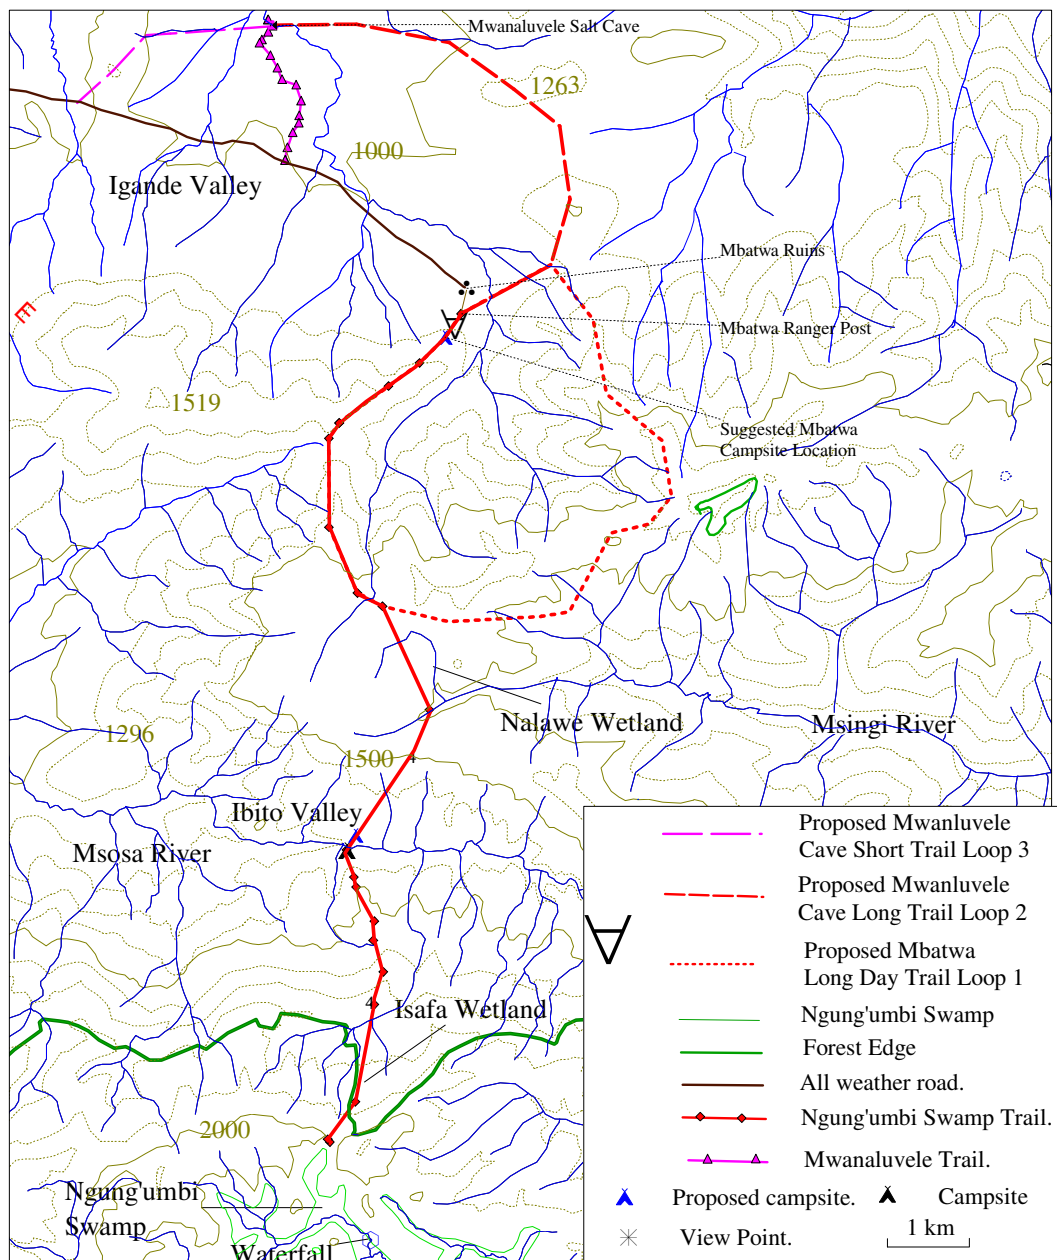 Mwanaluvele Salt Cave
1263
1000
Igande Valley
Mbatwa Ruins
E
Mbatwa Ranger Post
1519
Suggested Mbatwa
Campsite Location
Nalawe Wetland
Msingi River
1296
1500
4
Ibito Valley
Msosa River
Proposed Mwanluvele
Cave Short Trail Loop 3
Proposed Mwanluvele
Cave Long Trail Loop 2
Proposed Mbatwa
Long Day Trail Loop 1
4
Isafa Wetland
Ngung'umbi Swamp
Forest Edge
All weather road.
Ngung'umbi Swamp Trail.
2000
Mwanaluvele Trail.
Ngung'umbi
Swamp
Proposed campsite.
Campsite
View Point.
1 km
Waterfall